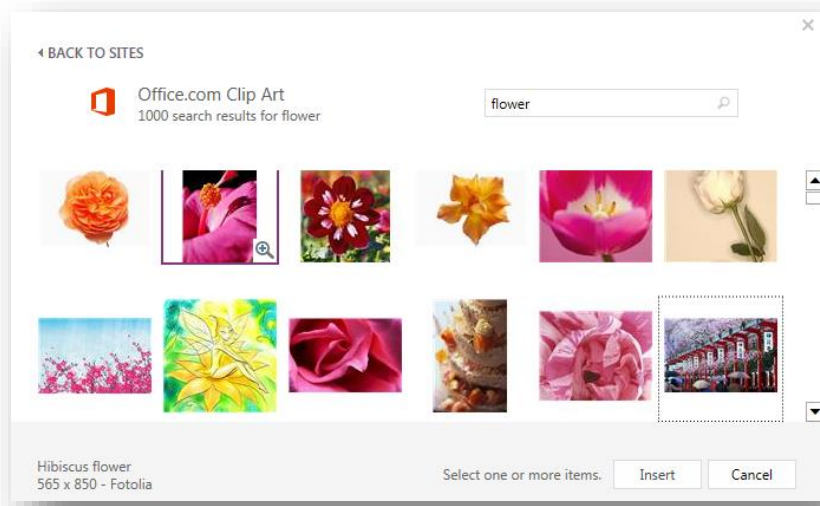 BACK TO SITES
Office.com Clip Art
1000 search results for flower
flower
Hibiscus flower
565 x 850 - Fotolia
Select one or more items.
Insert
Cancel